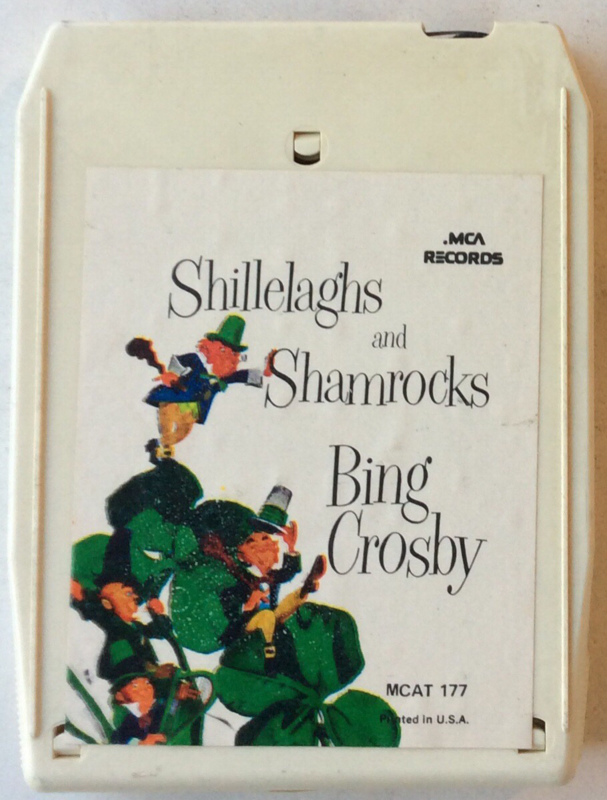 .MCA
RECORDS
Shillelaghs
and
Shamrocks
Bing
Crosby
MCAT 177
Printed in U.S.A.